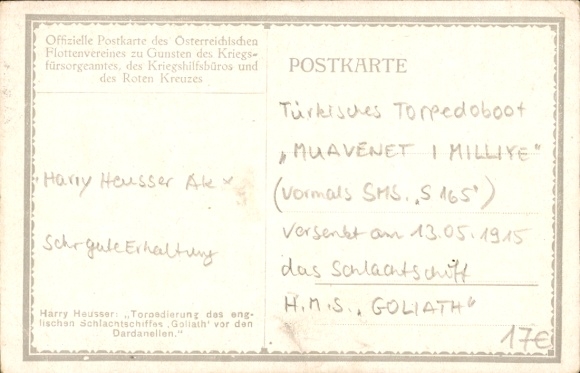 Offizielle Postkarte des Österreichischen
Flottenvereines zu Gunsten des Kriegs-
fürsorgeamtes, des Kriegshilfsbüros und
des Roten Kreuzes
POSTKARTE
Türkisches Torpedoboot
„MUAVENET I MILLIYE"
(vormals SMS. „S 165")
versenkt am 13.05.1915
das Schlachtschiff
H.M.S. „GOLIATH"
Harry Heusser
Sehr gute Erhaltung
Harry Heusser: „Torpedierung des eng-
lischen Schlachtschiffes ‚Goliath' vor den
Dardanellen."
17€